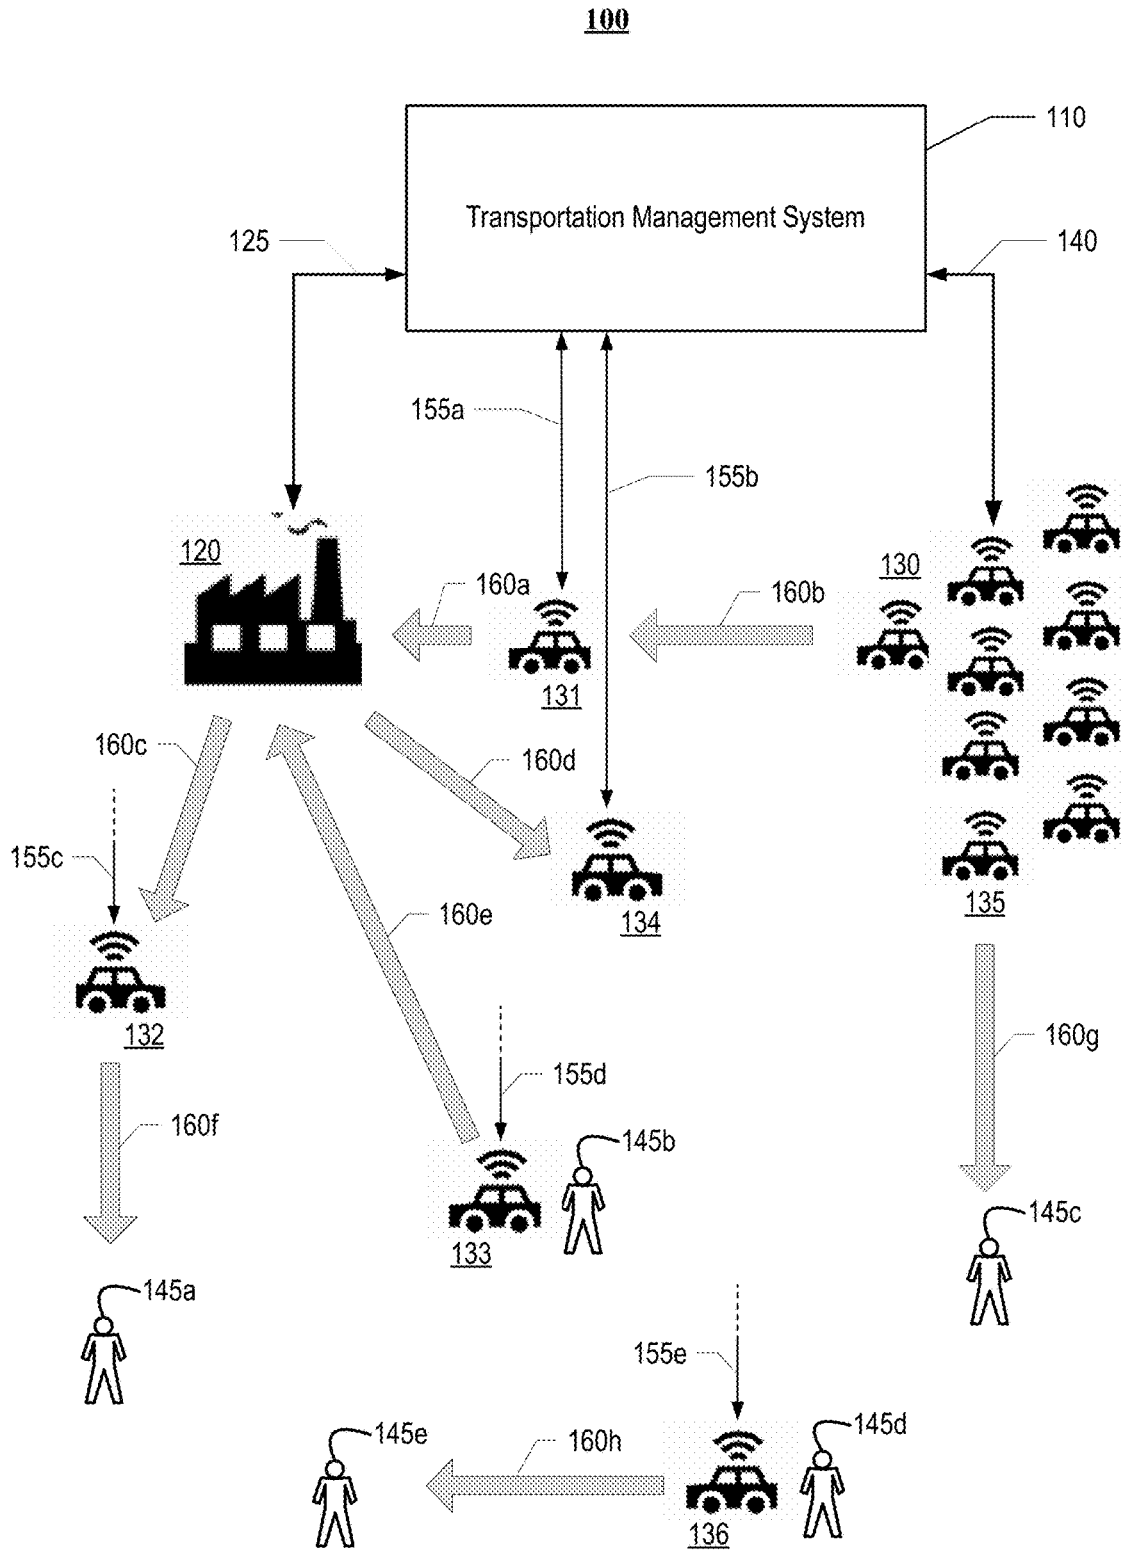 100
110
Transportation Management System
125
140
155a
155b
120
160a
160b
130
131
160c
160d
155c
160e
134
135
132
160g
155d
160f
145b
133
145c
145a
155e
145e
160h
145d
136